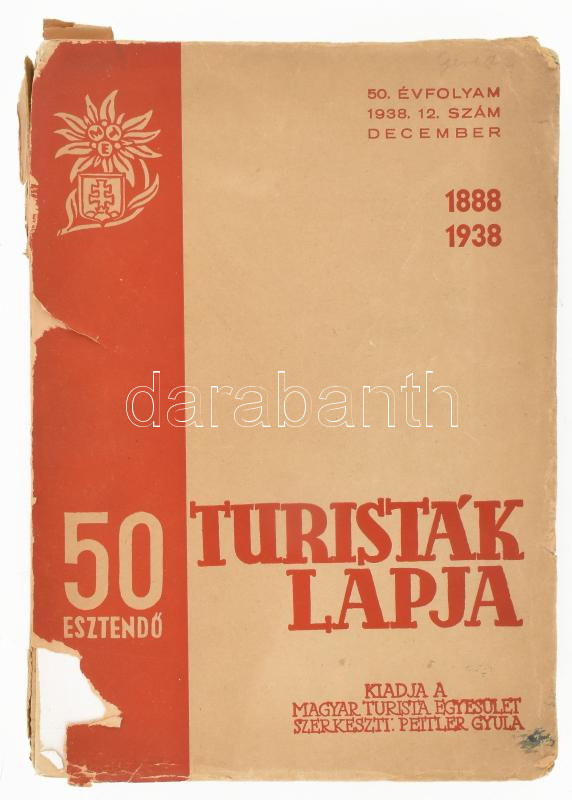 50. ÉVFOLYAM
1938. 12. SZÁM
DECEMBER
1888
1938
darabanth
50
ESZTENDŐ
TURISTÁK
LAPJA
KIADJA A
MAGYAR TURISTA EGYESÜLET
SZERKESZTI: PEITLER GYULA